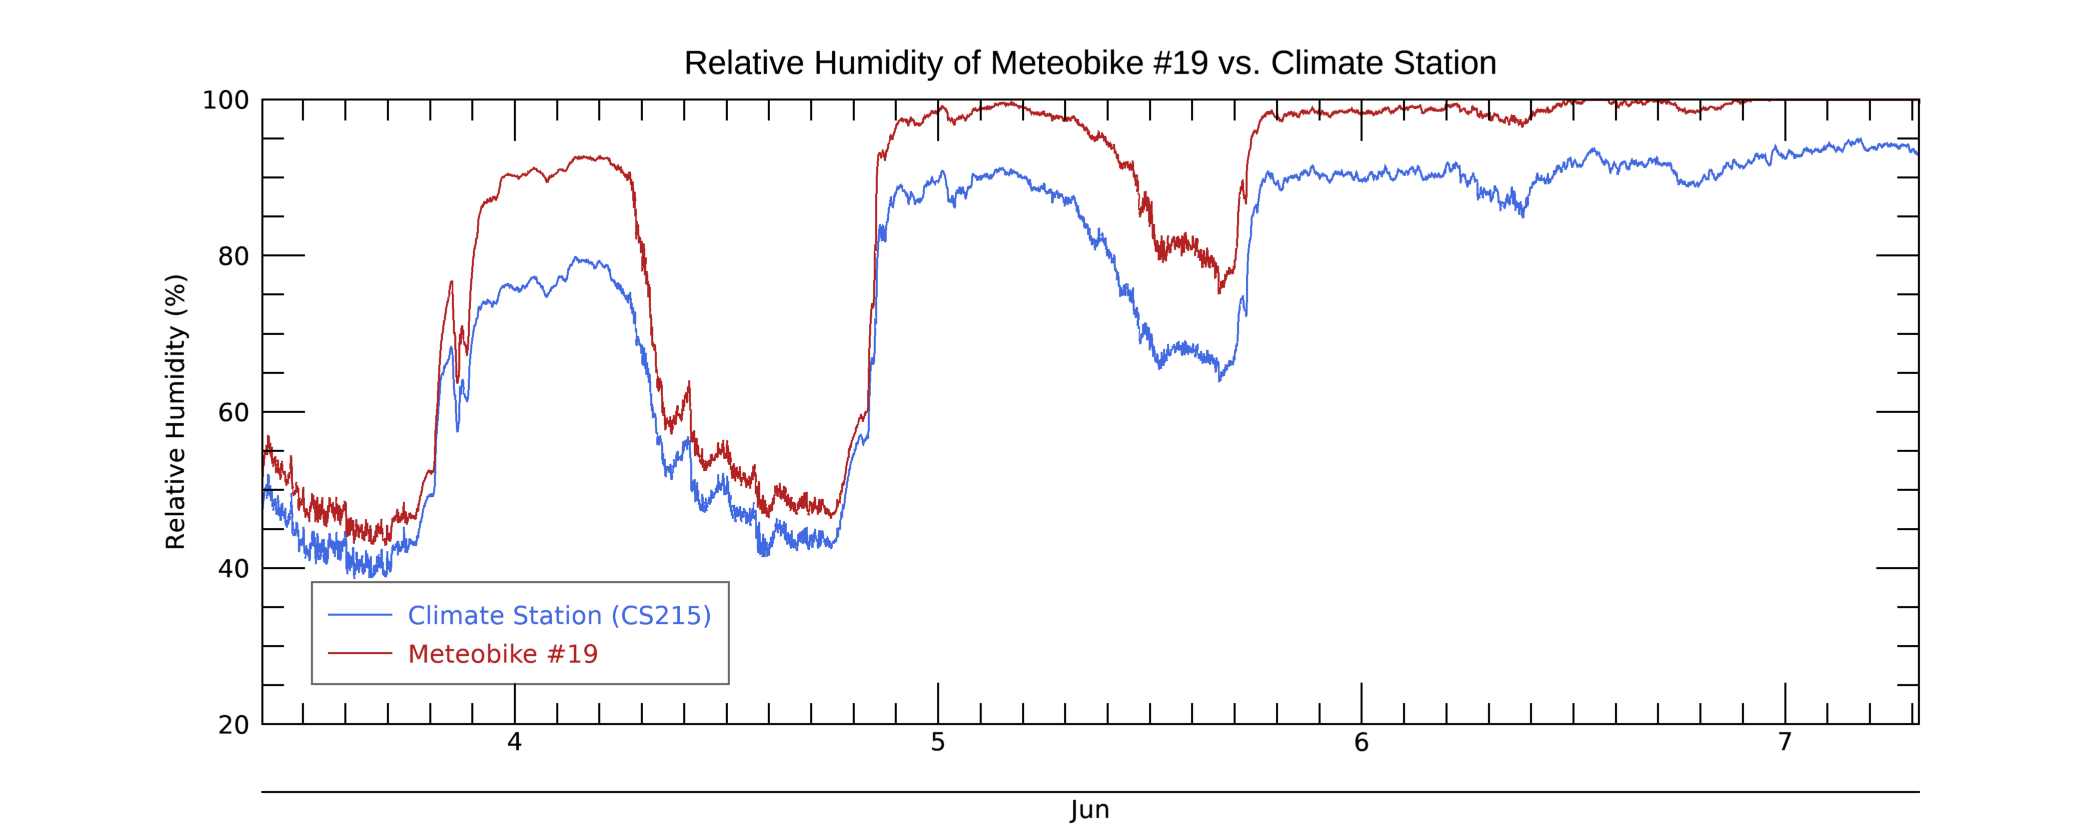 Relative Humidity of Meteobike #19 vs. Climate Station
Relative Humidity (%)
100
80
60
40
20
Climate Station (CS215)
Meteobike #19
4 5 6 7
Jun